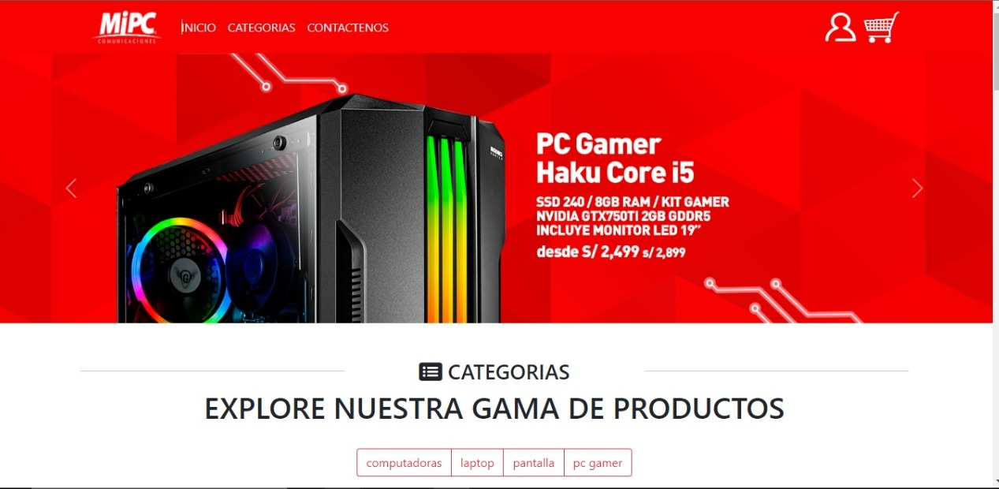 MiPC
COMUNICACIONES
INICIO CATEGORIAS CONTACTENOS
PC Gamer
Haku Core i5
SSD 240 / 8GB RAM / KIT GAMER
NVIDIA GTX750TI 2GB GDDR5
INCLUYE MONITOR LED 19”
desde S/ 2,499 s/ 2,899
CATEGORIAS
EXPLORE NUESTRA GAMA DE PRODUCTOS
computadoras laptop pantalla pc gamer